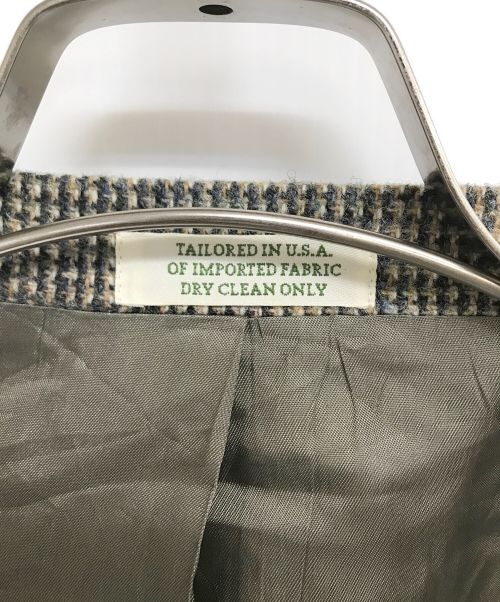 TAILORED IN U.S.A.
OF IMPORTED FABRIC
DRY CLEAN ONLY